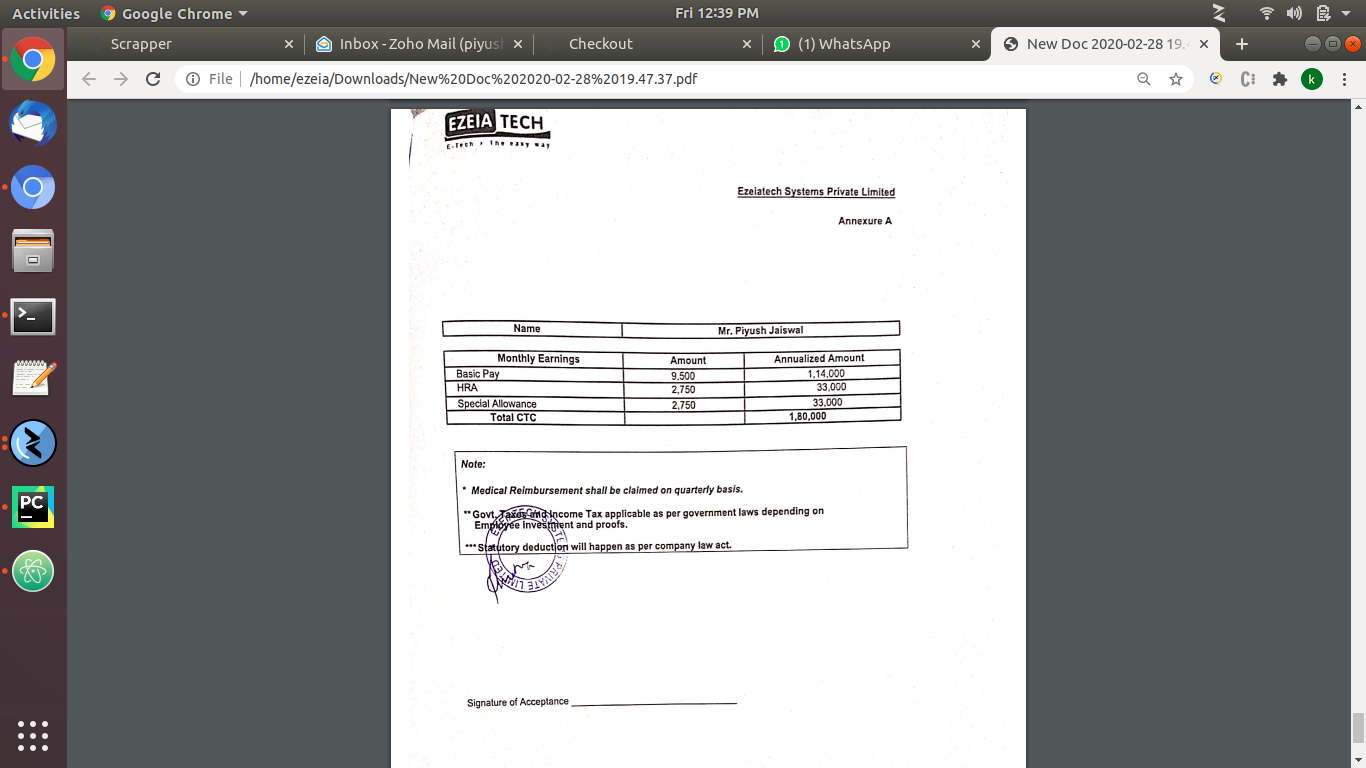 Activities
Google Chrome
Fri 12:39 PM
Scrapper
Inbox - Zoho Mail (piyus
Checkout
(1) WhatsApp
New Doc 2020-02-28 19.4
File
/home/ezeia/Downloads/New%20Doc%202020-02-28%2019.47.37.pdf
k
EZEIA TECH
E-Tech • The easy way
Ezeiatech Systems Private Limited
Annexure A
Name Mr. Piyush Jaiswal
Monthly Earnings Amount Annualized Amount
Basic Pay 9,500 1,14,000
HRA 2,750 33,000
Special Allowance 2,750 33,000
Total CTC 1,80,000
Note:
* Medical Reimbursement shall be claimed on quarterly basis.
** Govt. Taxes and Income Tax applicable as per government laws depending on
Employee Investment and proofs.
*** Statutory deduction will happen as per company law act.
EZEIATECH SYSTEMS PRIVATE LIMITED
Signature of Acceptance
PC